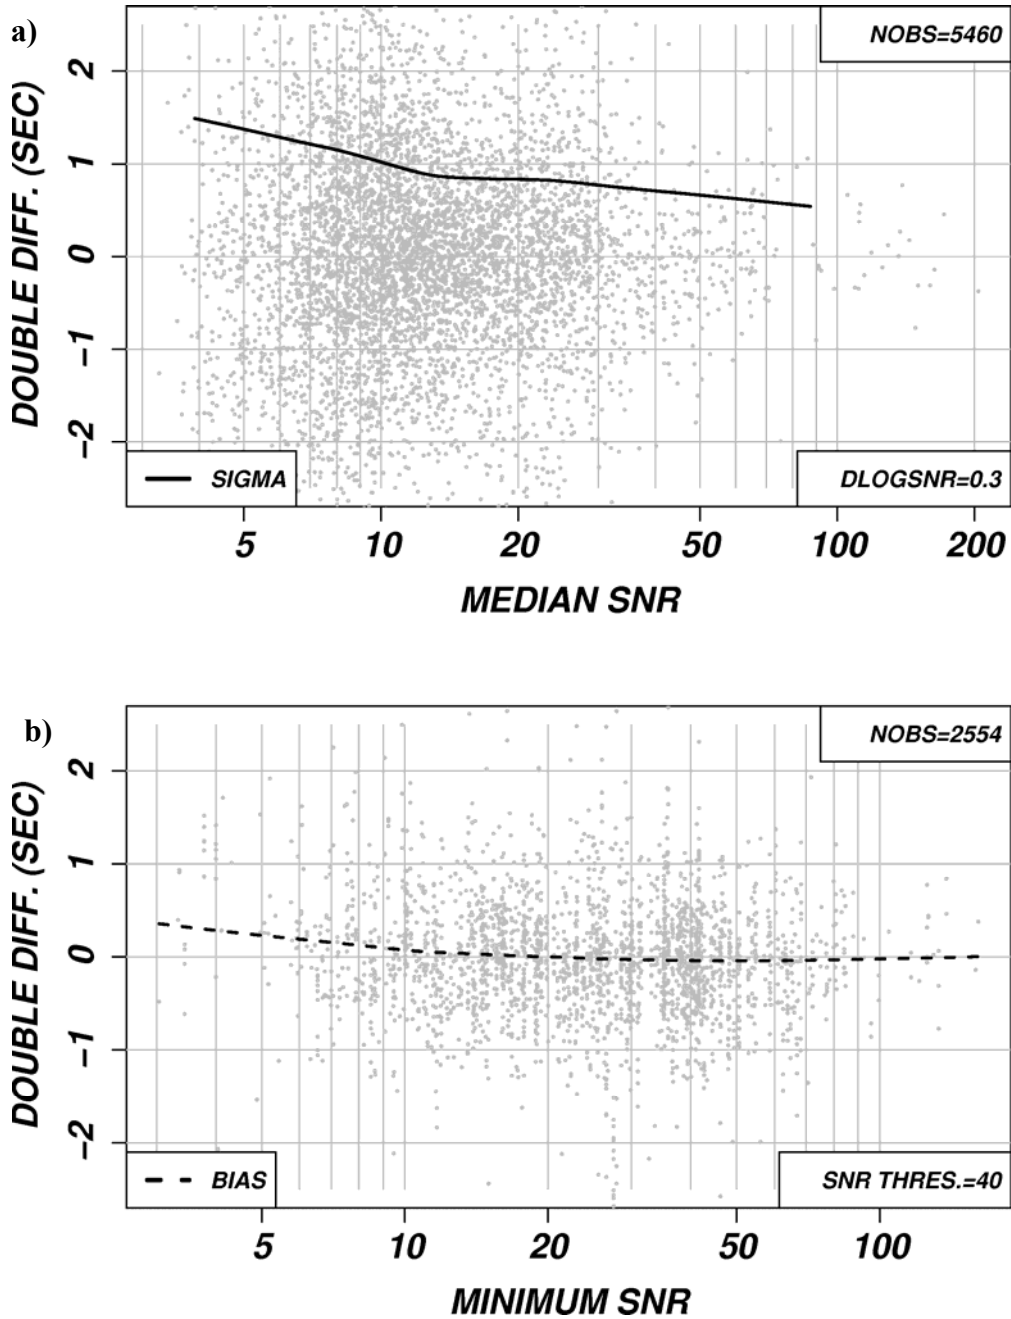 a)
NOBS=5460
DOUBLE DIFF. (SEC)
2
1
0
−1
−2
SIGMA
DLOGSNR=0.3
5 10 20 50 100 200
MEDIAN SNR
b)
NOBS=2554
DOUBLE DIFF. (SEC)
2
1
0
−1
−2
BIAS
SNR THRES.=40
5 10 20 50 100
MINIMUM SNR